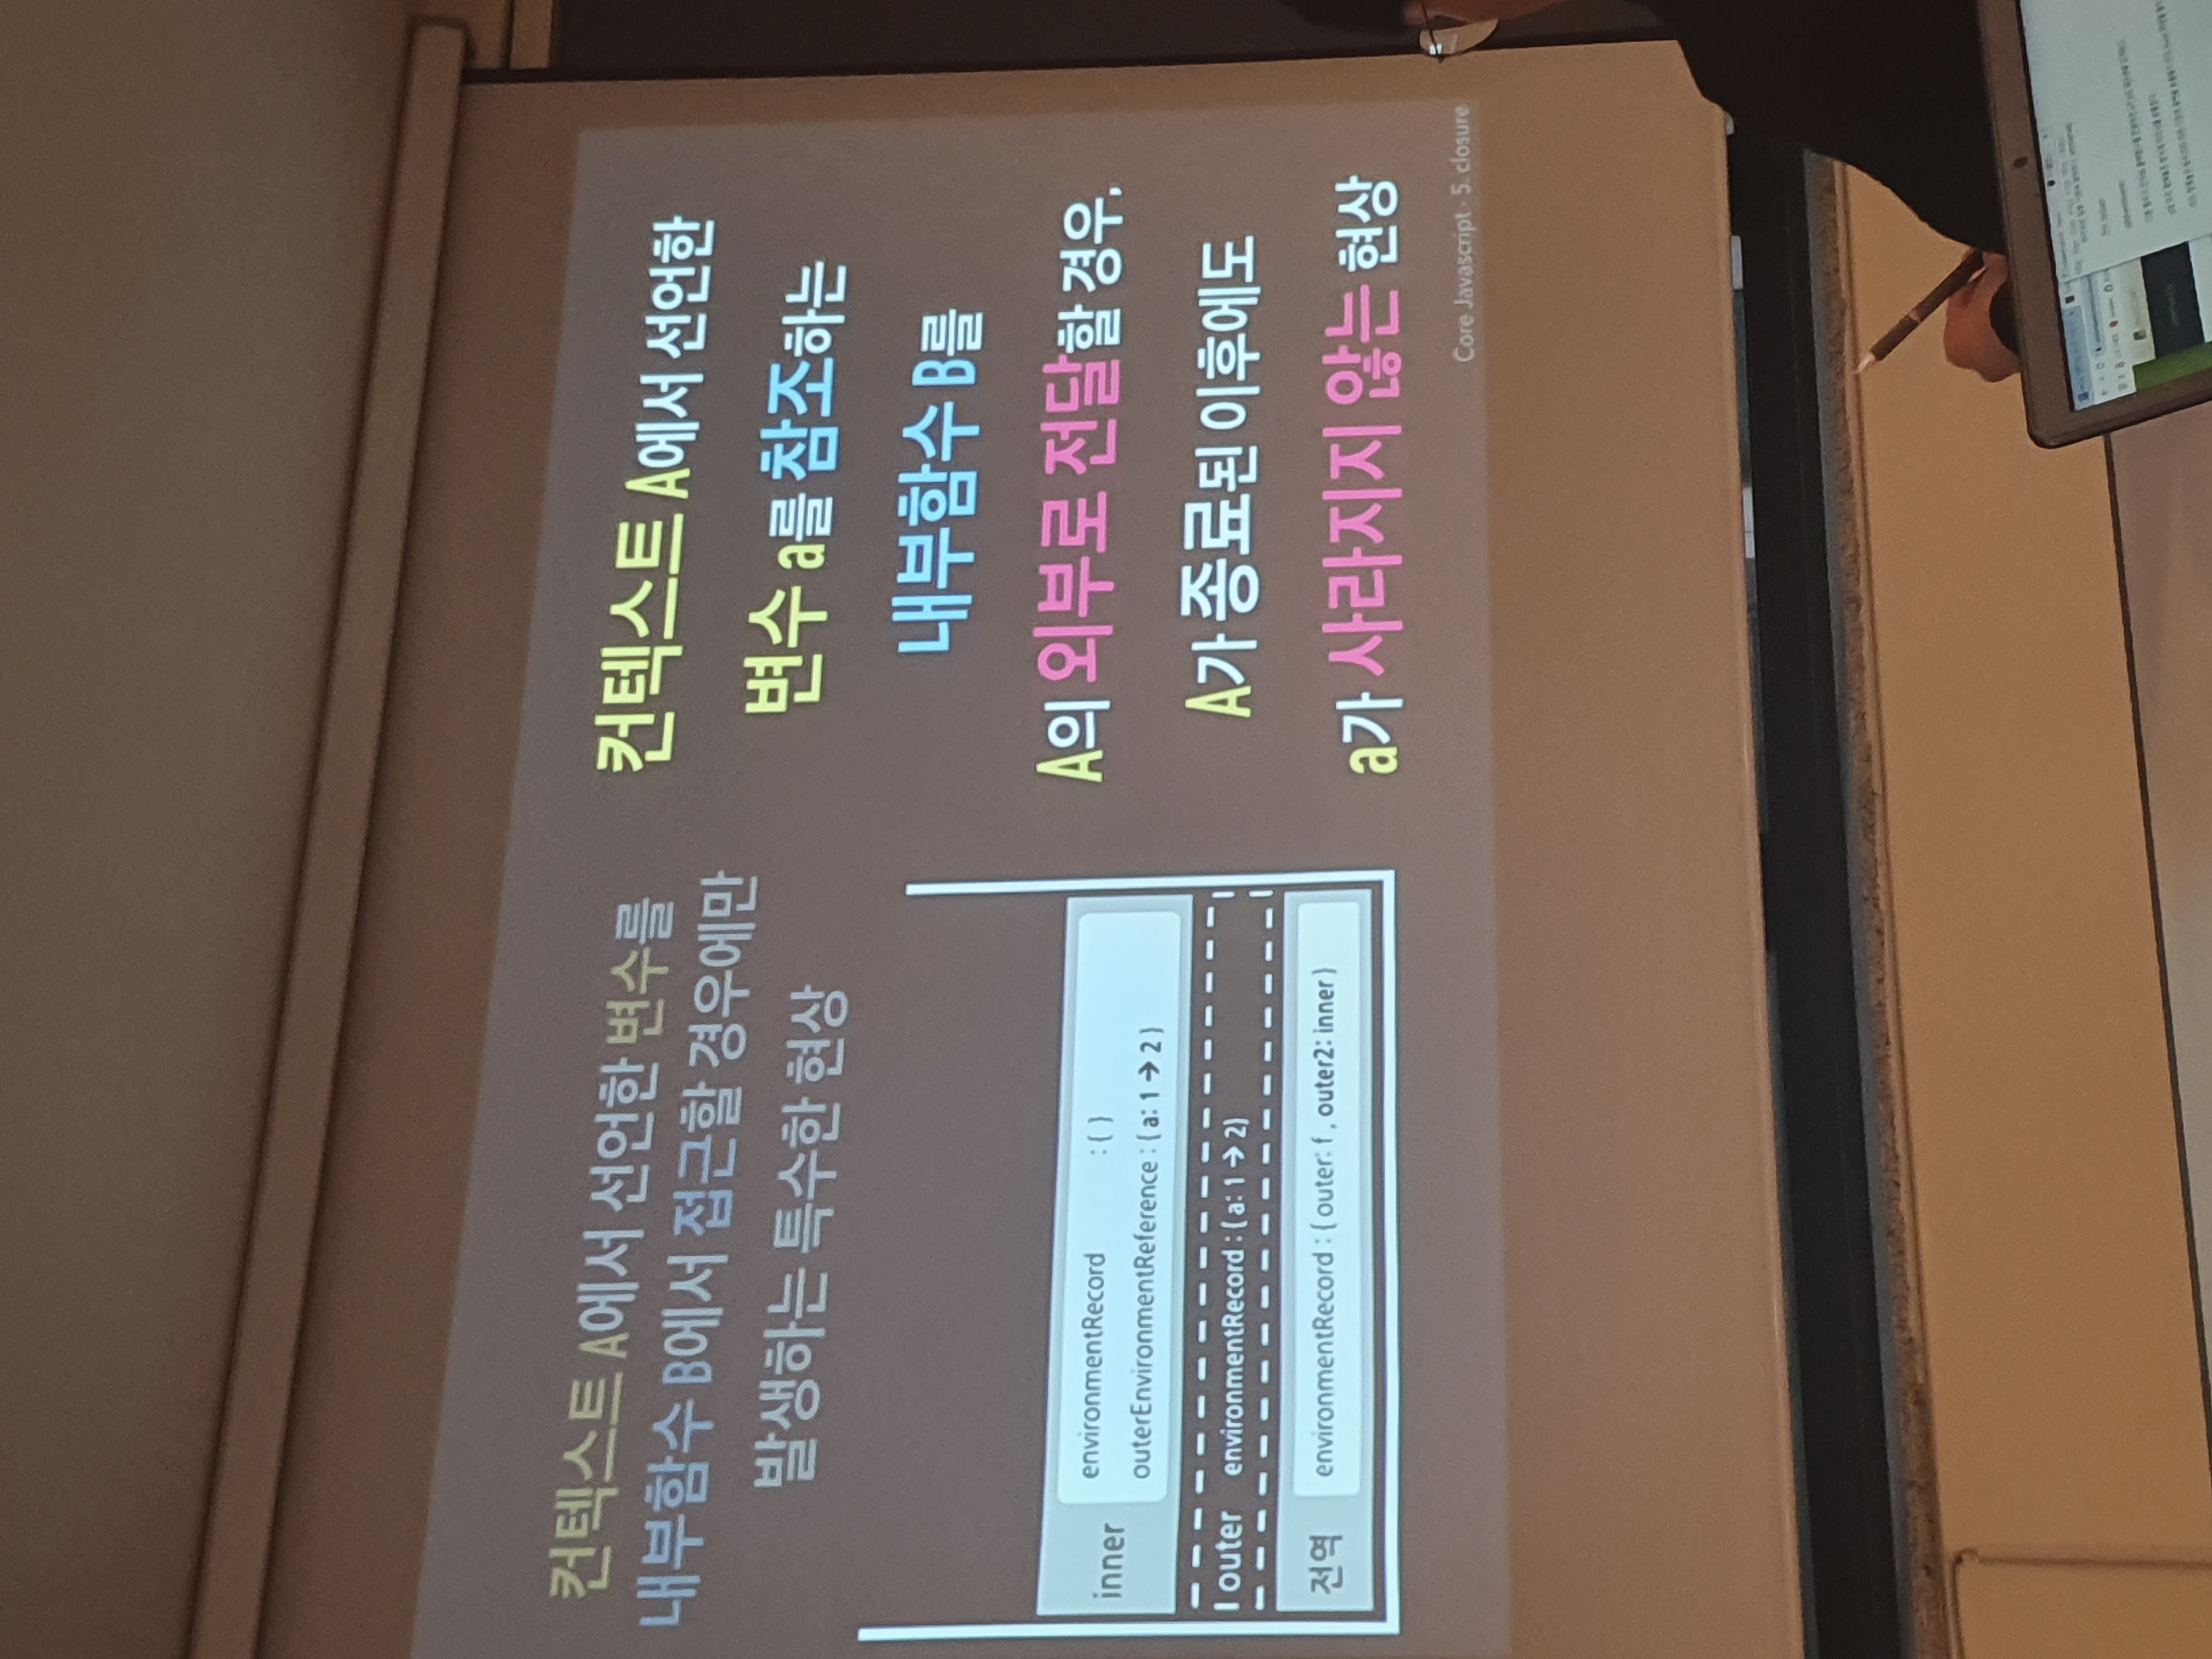 컨텍스트 A에서 선언한 변수를
내부함수 B에서 접근할 경우에만
발생하는 특수한 현상
inner
environmentRecord : { }
outerEnvironmentReference : { a: 1 → 2 }
outer environmentRecord : { a: 1 → 2}
전역 environmentRecord : { outer: f , outer2: inner }
컨텍스트 A에서 선언한
변수 a를 참조하는
내부함수 B를
A의 외부로 전달할 경우,
A가 종료된 이후에도
a가 사라지지 않는 현상
Core Javascript - 5. closure